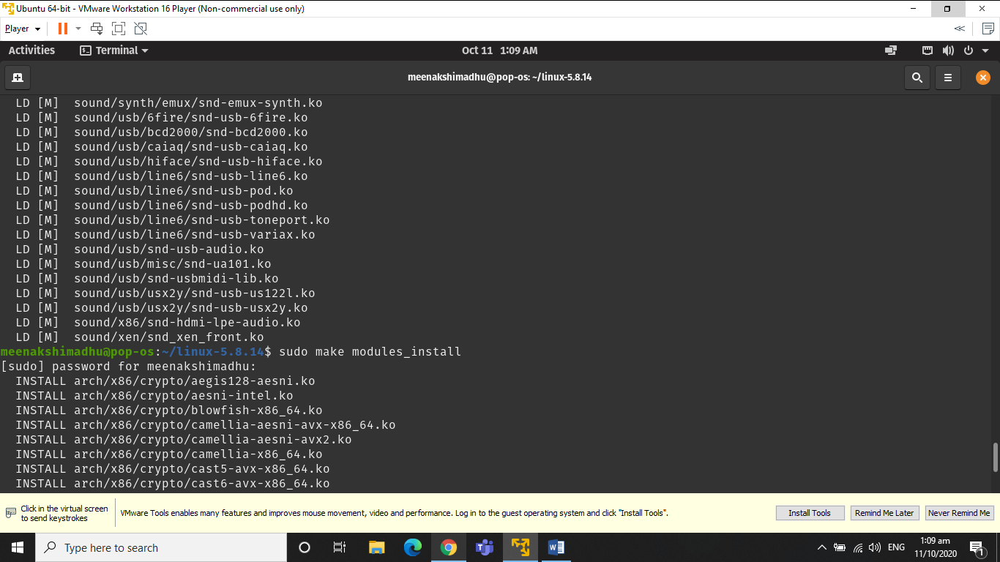 Ubuntu 64-bit - VMware Workstation 16 Player (Non-commercial use only)
Player
Activities
Terminal
Oct 11 1:09 AM
meenakshimadhu@pop-os: ~/linux-5.8.14
LD [M] sound/synth/emux/snd-emux-synth.ko
LD [M] sound/usb/6fire/snd-usb-6fire.ko
LD [M] sound/usb/bcd2000/snd-bcd2000.ko
LD [M] sound/usb/caiaq/snd-usb-caiaq.ko
LD [M] sound/usb/hiface/snd-usb-hiface.ko
LD [M] sound/usb/line6/snd-usb-line6.ko
LD [M] sound/usb/line6/snd-usb-pod.ko
LD [M] sound/usb/line6/snd-usb-podhd.ko
LD [M] sound/usb/line6/snd-usb-toneport.ko
LD [M] sound/usb/line6/snd-usb-variax.ko
LD [M] sound/usb/snd-usb-audio.ko
LD [M] sound/usb/misc/snd-ua101.ko
LD [M] sound/usb/snd-usbmidi-lib.ko
LD [M] sound/usb/usx2y/snd-usb-us122l.ko
LD [M] sound/usb/usx2y/snd-usb-usx2y.ko
LD [M] sound/x86/snd-hdmi-lpe-audio.ko
LD [M] sound/xen/snd_xen_front.ko
meenakshimadhu@pop-os:~/linux-5.8.14$ sudo make modules_install
[sudo] password for meenakshimadhu:
INSTALL arch/x86/crypto/aegis128-aesni.ko
INSTALL arch/x86/crypto/aesni-intel.ko
INSTALL arch/x86/crypto/blowfish-x86_64.ko
INSTALL arch/x86/crypto/camellia-aesni-avx-x86_64.ko
INSTALL arch/x86/crypto/camellia-aesni-avx2.ko
INSTALL arch/x86/crypto/camellia-x86_64.ko
INSTALL arch/x86/crypto/cast5-avx-x86_64.ko
INSTALL arch/x86/crypto/cast6-avx-x86_64.ko
Click in the virtual screen
to send keystrokes
VMware Tools enables many features and improves mouse movement, video and performance. Log in to the guest operating system and click "Install Tools".
Install Tools
Remind Me Later
Never Remind Me
Type here to search
ENG
1:09 am
11/10/2020
1